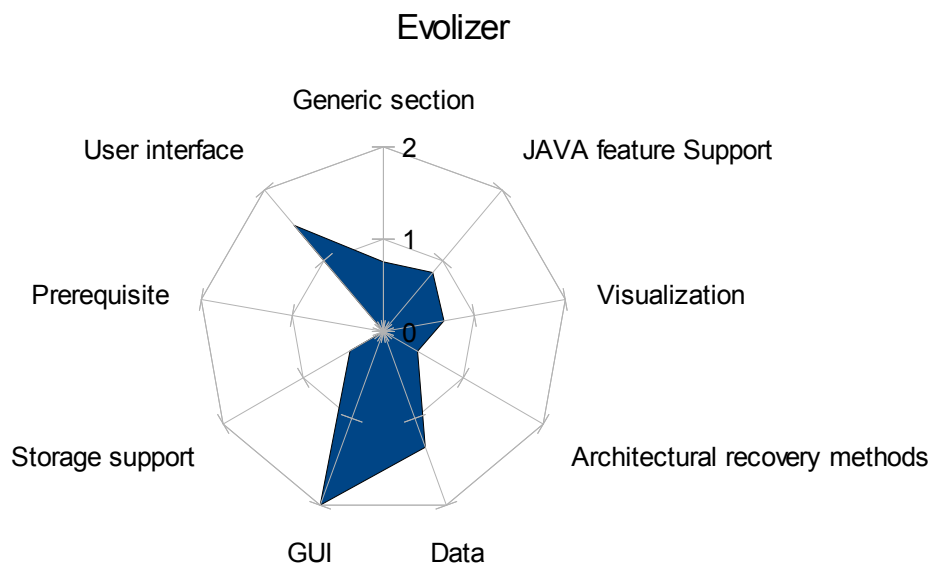 Evolizer
Generic section
User interface
2
JAVA feature Support
1
Prerequisite
Visualization
0
Storage support
Architectural recovery methods
GUI
Data